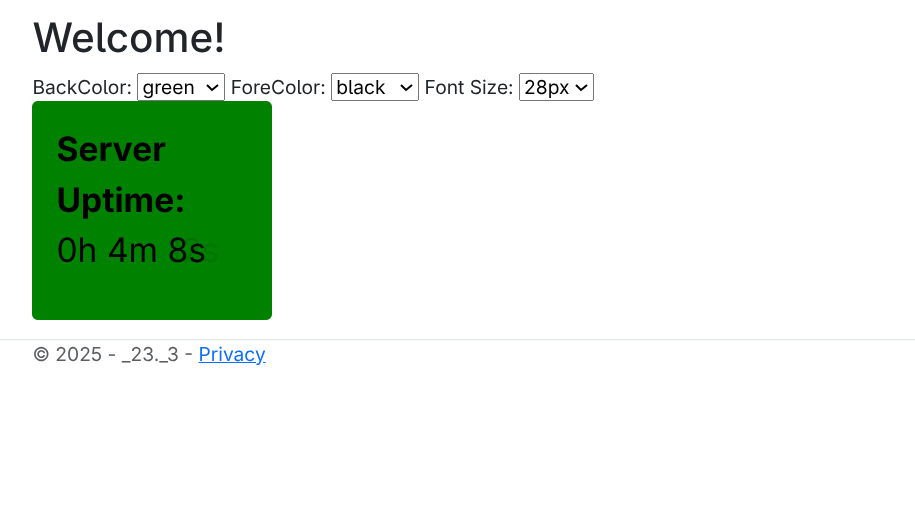 Welcome!
BackColor: green ForeColor: black Font Size: 28px
Server
Uptime:
0h 4m 8s
© 2025 - _23._3 - Privacy